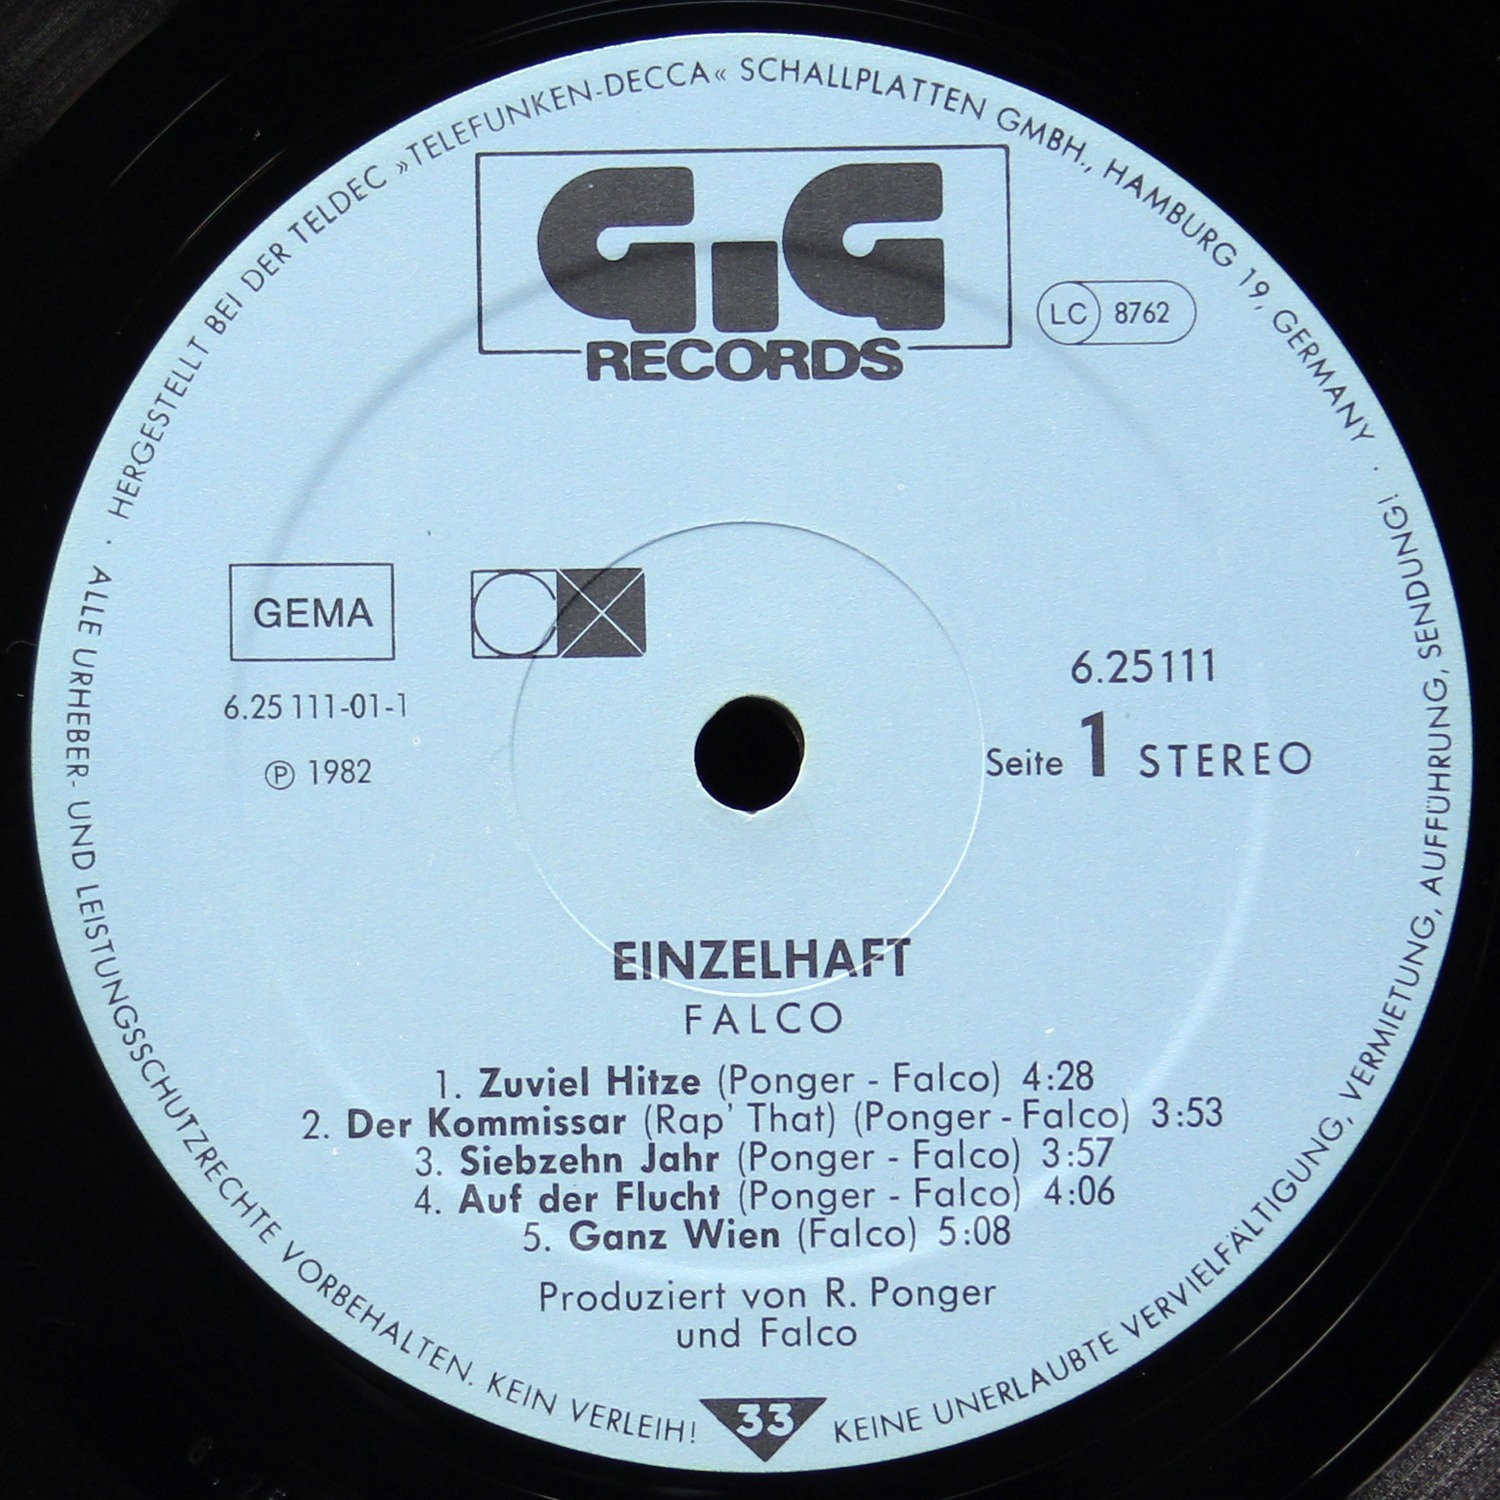 HERGESTELLT BEI DER TELDEC »TELEFUNKEN-DECCA« SCHALLPLATTEN GMBH., HAMBURG 19, GERMANY ·
GIG
RECORDS
LC 8762
GEMA
6.25 111-01-1
Ⓟ 1982
6.25111
Seite 1 STEREO
EINZELHAFT
FALCO
1. Zuviel Hitze (Ponger - Falco) 4:28
2. Der Kommissar (Rap' That) (Ponger - Falco) 3:53
3. Siebzehn Jahr (Ponger - Falco) 3:57
4. Auf der Flucht (Ponger - Falco) 4:06
5. Ganz Wien (Falco) 5:08
Produziert von R. Ponger
und Falco
33
· ALLE URHEBER- UND LEISTUNGSSCHUTZRECHTE VORBEHALTEN. KEIN VERLEIH!
KEINE UNERLAUBTE VERVIELFÄLTIGUNG, VERMIETUNG, AUFFÜHRUNG, SENDUNG!